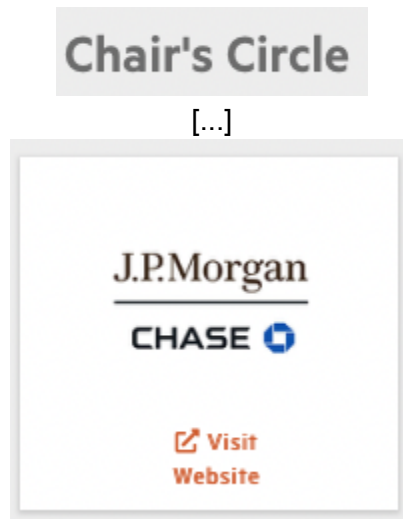 Chair's Circle
[...]
J.P.Morgan
CHASE
Visit
Website